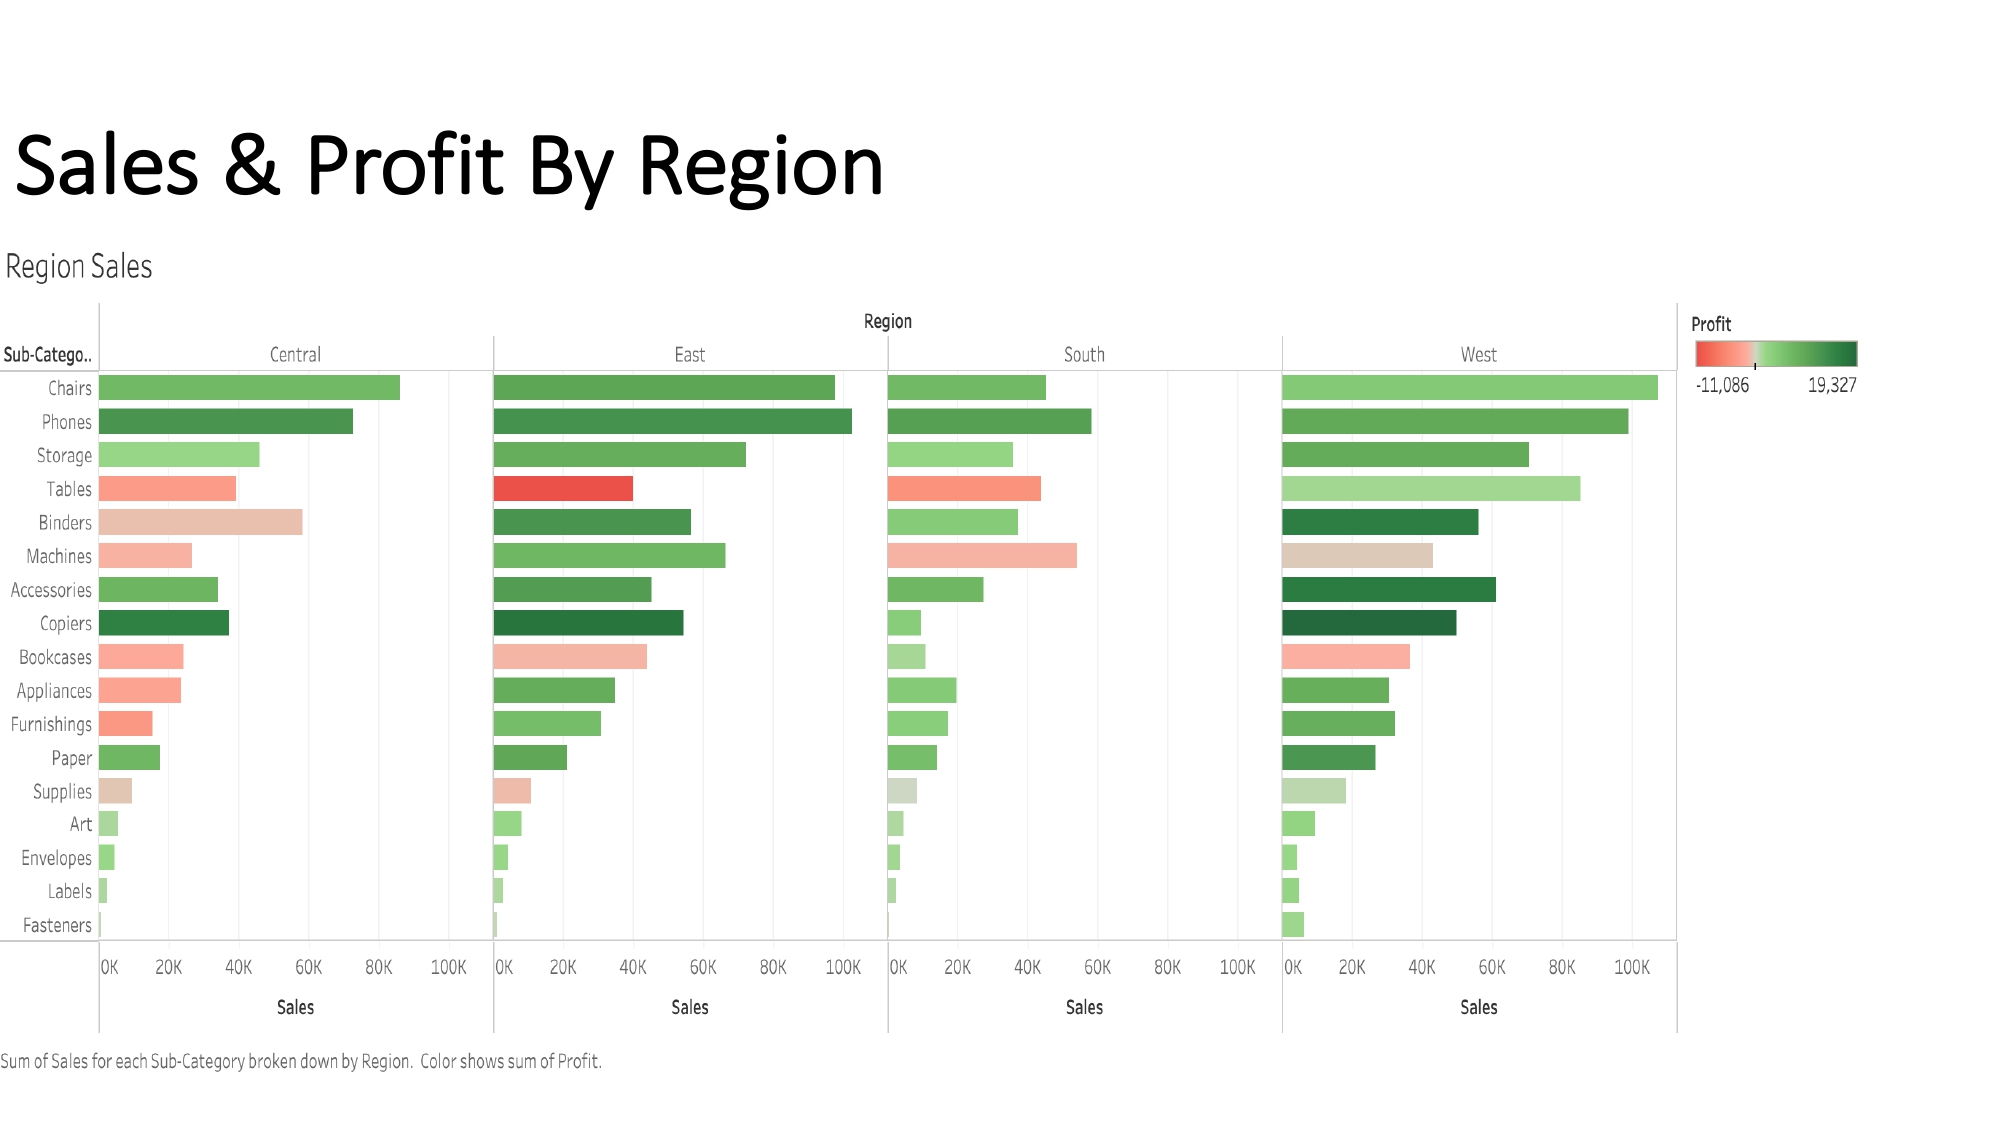 Sales & Profit By Region
Region Sales
Region
Sub-Catego..
Central
East
South
West
Profit
-11,086
19,327
Chairs
Phones
Storage
Tables
Binders
Machines
Accessories
Copiers
Bookcases
Appliances
Furnishings
Paper
Supplies
Art
Envelopes
Labels
Fasteners
0K 20K 40K 60K 80K 100K 0K 20K 40K 60K 80K 100K 0K 20K 40K 60K 80K 100K 0K 20K 40K 60K 80K 100K
Sales Sales Sales Sales
Sum of Sales for each Sub-Category broken down by Region. Color shows sum of Profit.